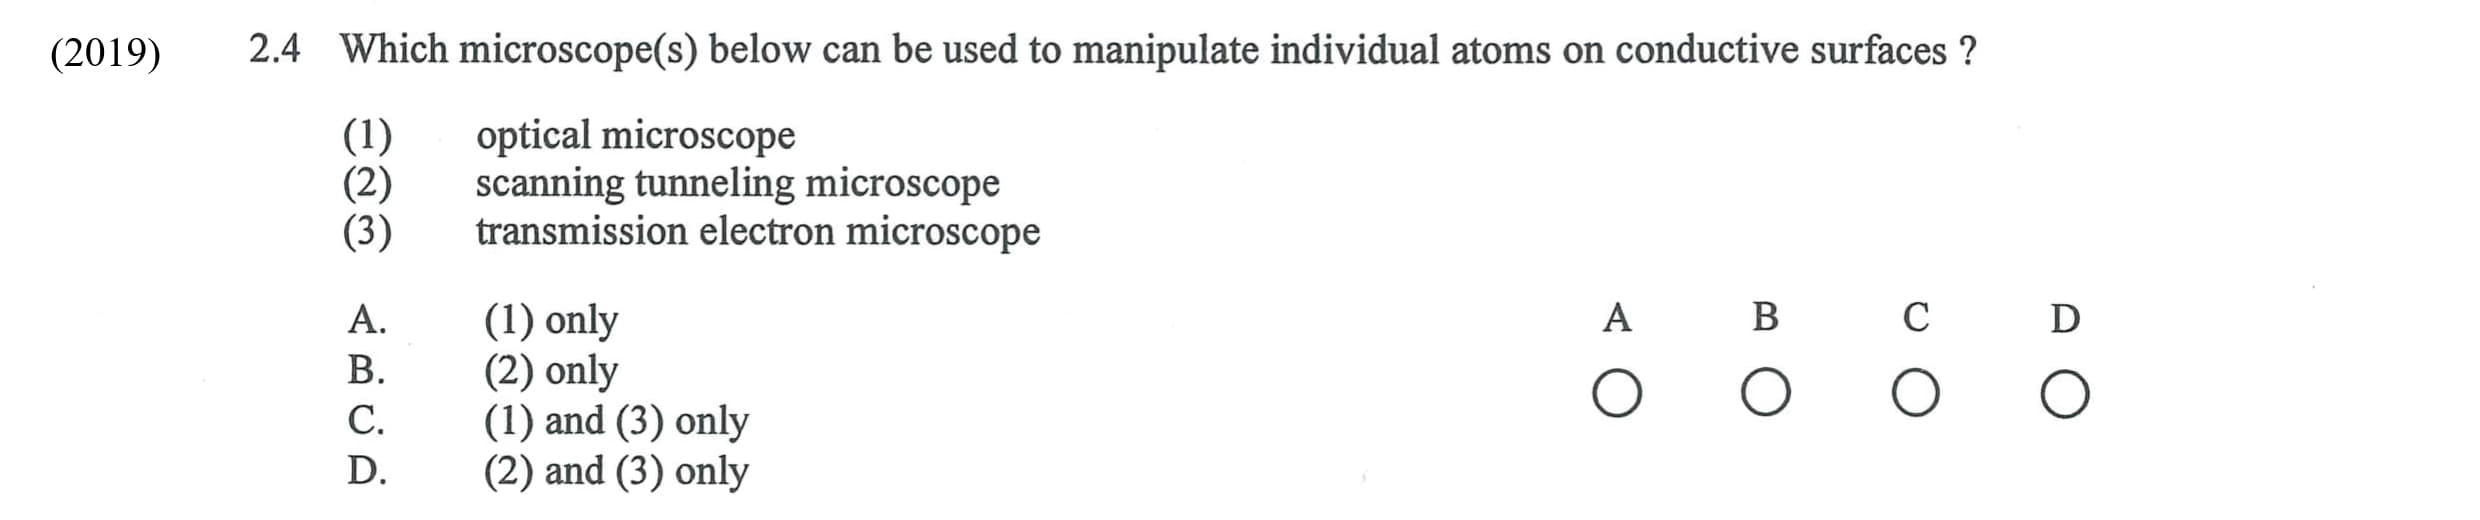 (2019) 2.4 Which microscope(s) below can be used to manipulate individual atoms on conductive surfaces ?
(1) optical microscope
(2) scanning tunneling microscope
(3) transmission electron microscope
A. (1) only
B. (2) only
C. (1) and (3) only
D. (2) and (3) only
A B C D